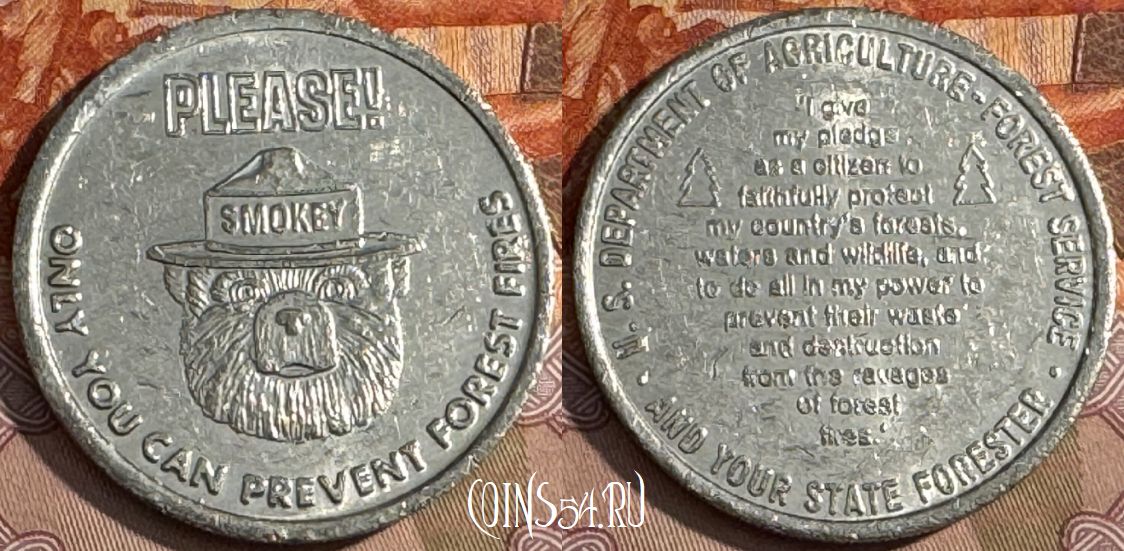 PLEASE!
SMOKEY
ONLY YOU CAN PREVENT FOREST FIRES
U. S. DEPARTMENT OF AGRICULTURE - FOREST SERVICE •
AND YOUR STATE FORESTER •
"I give
my pledge
as a citizen to
faithfully protect
my country's forests,
waters and wildlife, and
to do all in my power to
prevent their waste
and destruction
from the ravages
of forest
fires."
COINS54.RU